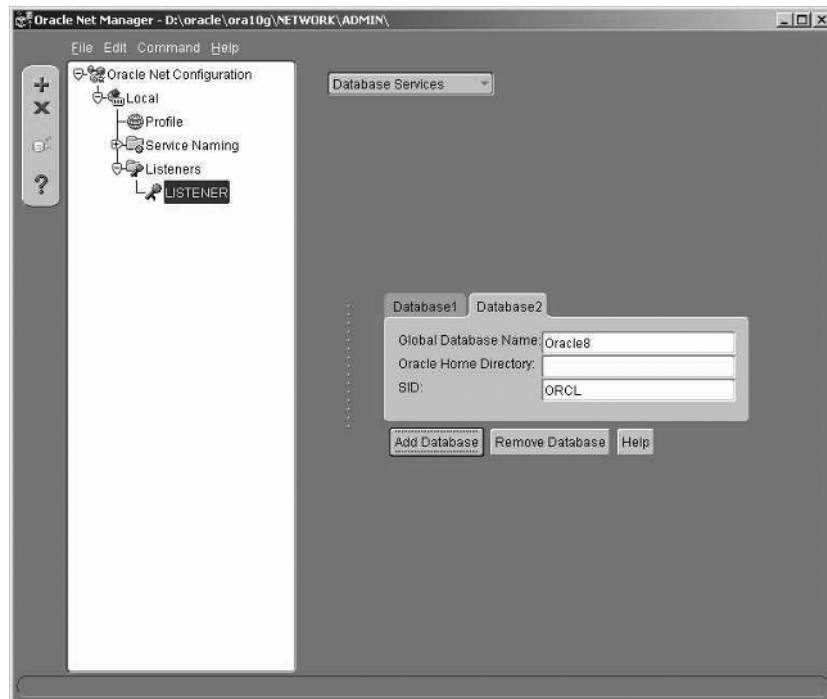 Oracle Net Manager - D:\oracle\ora10g\NETWORK\ADMIN\
File Edit Command Help
Oracle Net Configuration
Local
Profile
Service Naming
Listeners
LISTENER
Database Services
Database1 Database2
Global Database Name: Oracle8
Oracle Home Directory:
SID: ORCL
Add Database Remove Database Help